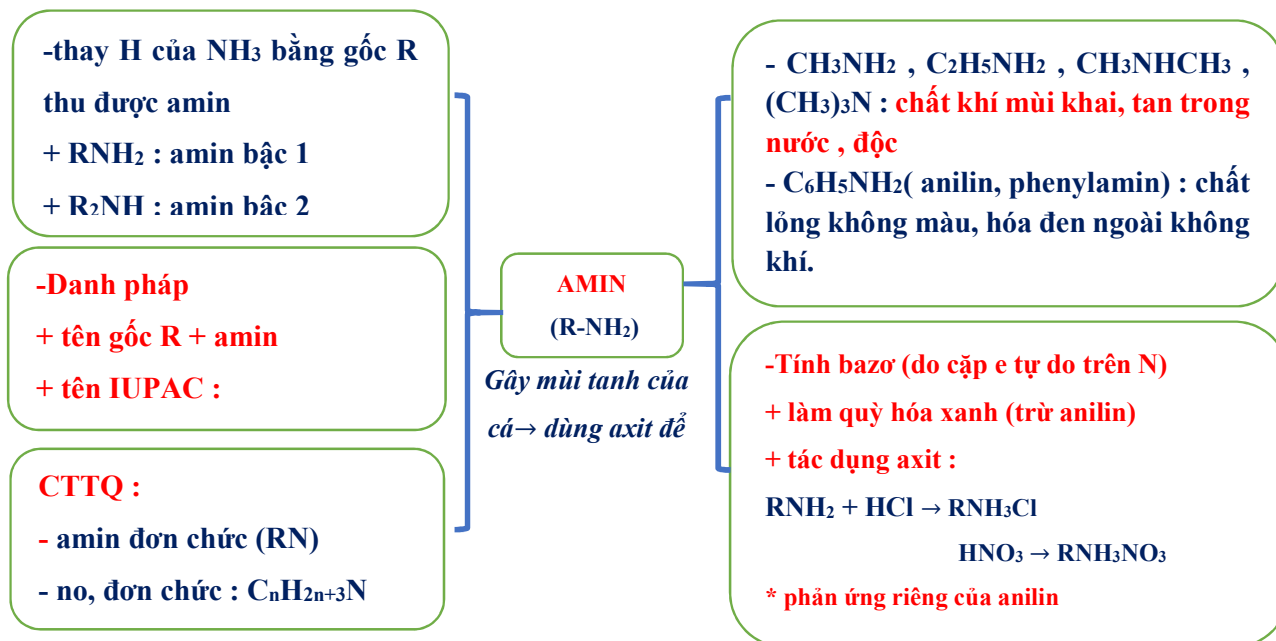 -thay H của NH₃ bằng gốc R
thu được amin
+ RNH₂ : amin bậc 1
+ R₂NH : amin bậc 2
-Danh pháp
+ tên gốc R + amin
+ tên IUPAC :
CTTQ :
- amin đơn chức (RN)
- no, đơn chức : CₙH₂ₙ₊₃N
AMIN
(R-NH₂)
Gây mùi tanh của
cá→ dùng axit để
- CH₃NH₂ , C₂H₅NH₂ , CH₃NHCH₃ ,
(CH₃)₃N : chất khí mùi khai, tan trong
nước , độc
- C₆H₅NH₂( anilin, phenylamin) : chất
lỏng không màu, hóa đen ngoài không
khí.
-Tính bazơ (do cặp e tự do trên N)
+ làm quỳ hóa xanh (trừ anilin)
+ tác dụng axit :
RNH₂ + HCl → RNH₃Cl
HNO₃ → RNH₃NO₃
* phản ứng riêng của anilin